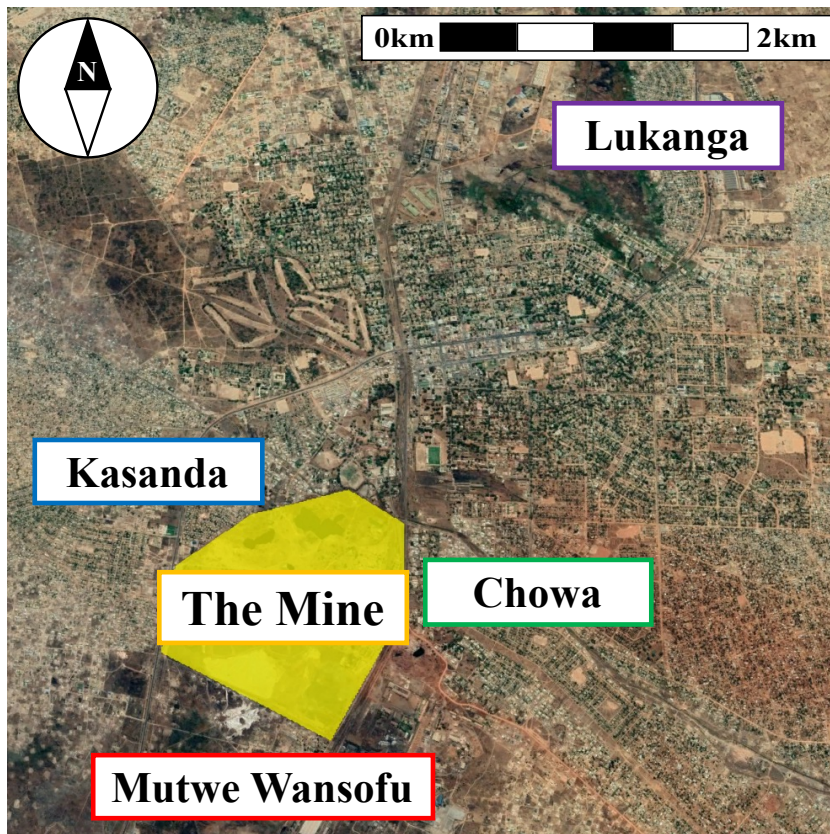 0km 2km
N
Lukanga
Kasanda
The Mine
Chowa
Mutwe Wansofu